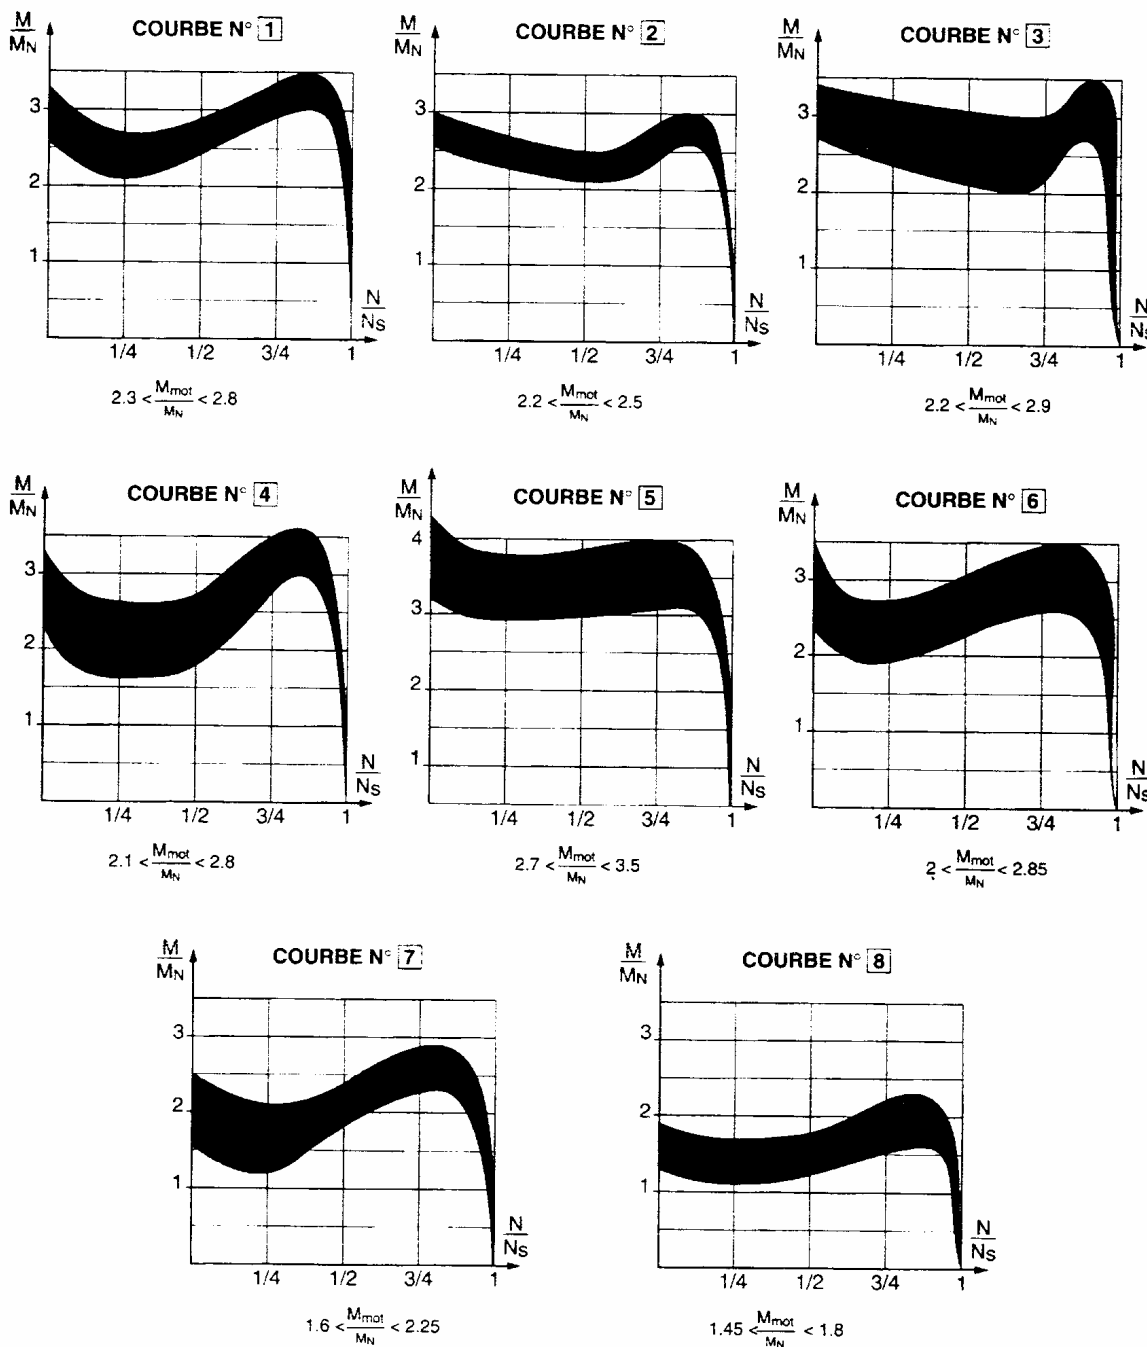 M/MN COURBE N° 1
3
2
1
N/NS
1/4 1/2 3/4 1
2.3 < Mmot/MN < 2.8
M/MN COURBE N° 2
3
2
1
N/NS
1/4 1/2 3/4 1
2.2 < Mmot/MN < 2.5
M/MN COURBE N° 3
3
2
1
N/NS
1/4 1/2 3/4 1
2.2 < Mmot/MN < 2.9
M/MN COURBE N° 4
3
2
1
N/NS
1/4 1/2 3/4 1
2.1 < Mmot/MN < 2.8
M/MN COURBE N° 5
4
3
2
1
N/NS
1/4 1/2 3/4 1
2.7 < Mmot/MN < 3.5
M/MN COURBE N° 6
3
2
1
N/NS
1/4 1/2 3/4 1
2 < Mmot/MN < 2.85
M/MN COURBE N° 7
3
2
1
N/NS
1/4 1/2 3/4 1
1.6 < Mmot/MN < 2.25
M/MN COURBE N° 8
3
2
1
N/NS
1/4 1/2 3/4 1
1.45 < Mmot/MN < 1.8